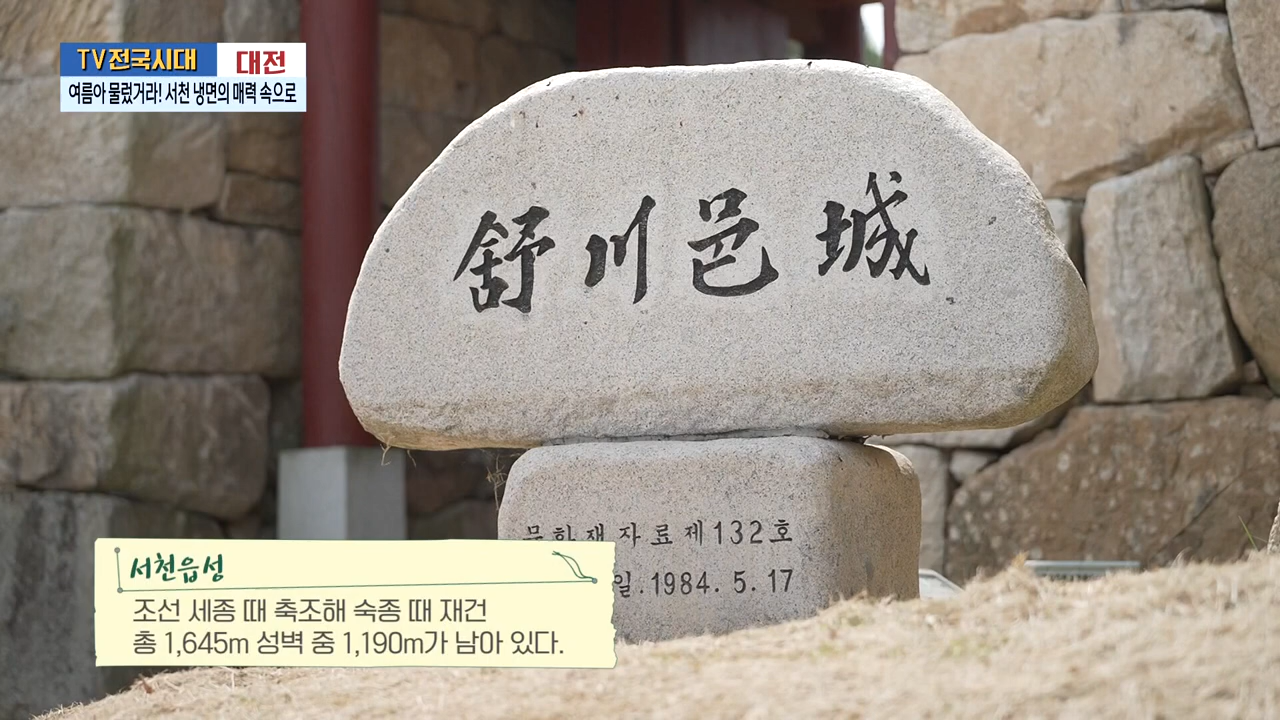 TV전국시대 대전
여름아 물렀거라! 서천 냉면의 매력 속으로
舒川邑城
문화재자료제132호
일.1984. 5. 17
서천읍성
조선 세종 때 축조해 숙종 때 재건
총 1,645m 성벽 중 1,190m가 남아 있다.